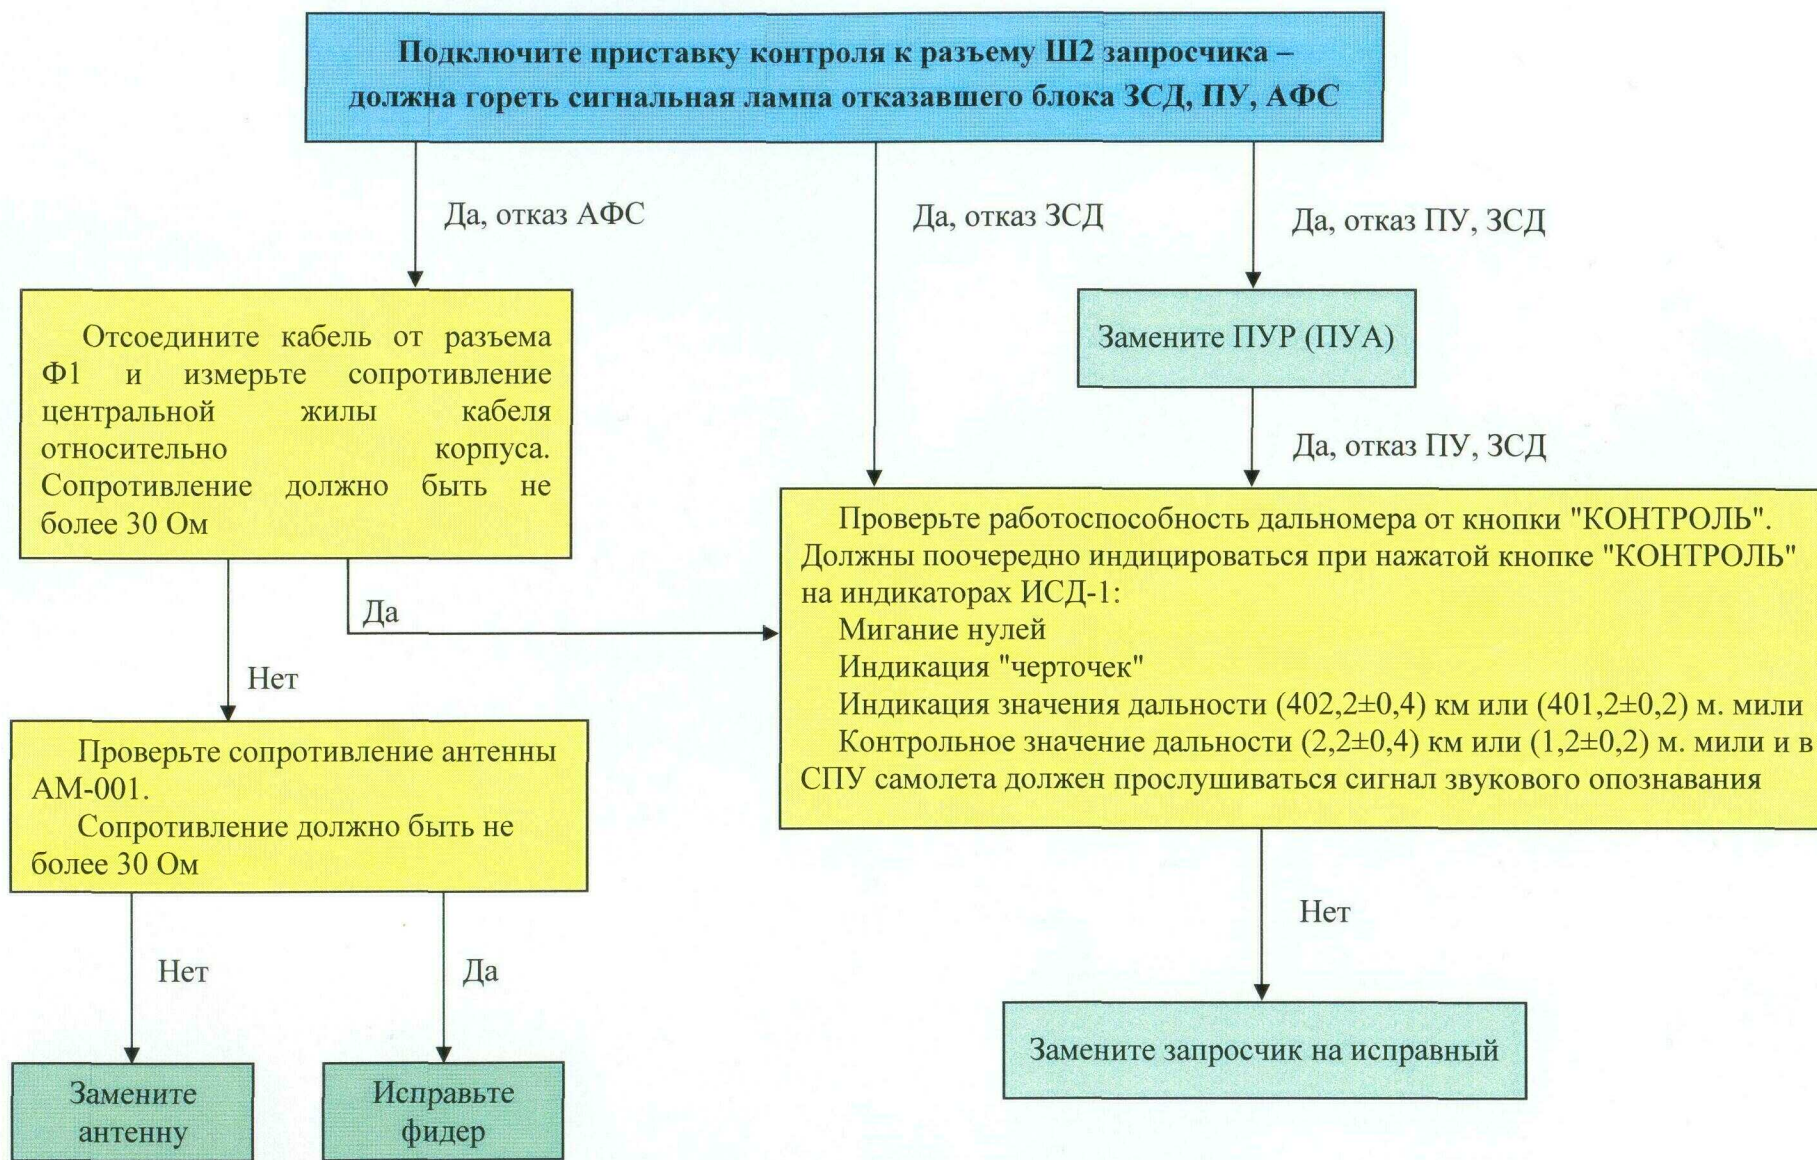 Подключите приставку контроля к разъему Ш2 запросчика –
должна гореть сигнальная лампа отказавшего блока ЗСД, ПУ, АФС
Да, отказ АФС
Да, отказ ЗСД
Да, отказ ПУ, ЗСД
Отсоедините кабель от разъема
Ф1 и измерьте сопротивление
центральной жилы кабеля
относительно корпуса.
Сопротивление должно быть не
более 30 Ом
Замените ПУР (ПУА)
Да, отказ ПУ, ЗСД
Проверьте работоспособность дальномера от кнопки "КОНТРОЛЬ".
Должны поочередно индицироваться при нажатой кнопке "КОНТРОЛЬ"
на индикаторах ИСД-1:
Мигание нулей
Индикация "черточек"
Индикация значения дальности (402,2±0,4) км или (401,2±0,2) м. мили
Контрольное значение дальности (2,2±0,4) км или (1,2±0,2) м. мили и в
СПУ самолета должен прослушиваться сигнал звукового опознавания
Да
Нет
Проверьте сопротивление антенны
АМ-001.
Сопротивление должно быть не
более 30 Ом
Нет
Да
Нет
Замените
антенну
Исправьте
фидер
Замените запросчик на исправный